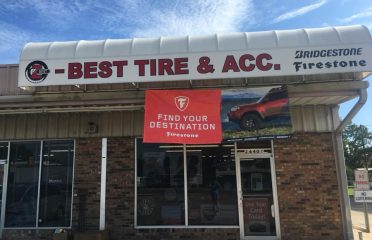 -BEST TIRE & ACC.
BRIDGESTONE
Firestone
FIND YOUR
DESTINATION
Firestone